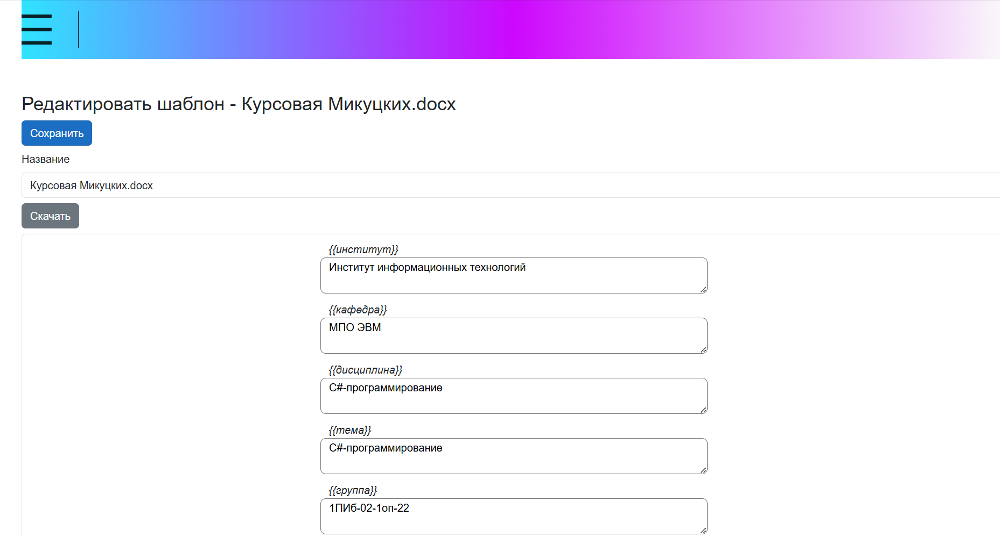 Редактировать шаблон - Курсовая Микуцких.docx
Сохранить
Название
Курсовая Микуцких.docx
Скачать
{{институт}}
Институт информационных технологий
{{кафедра}}
МПО ЭВМ
{{дисциплина}}
C#-программирование
{{тема}}
C#-программирование
{{группа}}
1ПИб-02-1оп-22